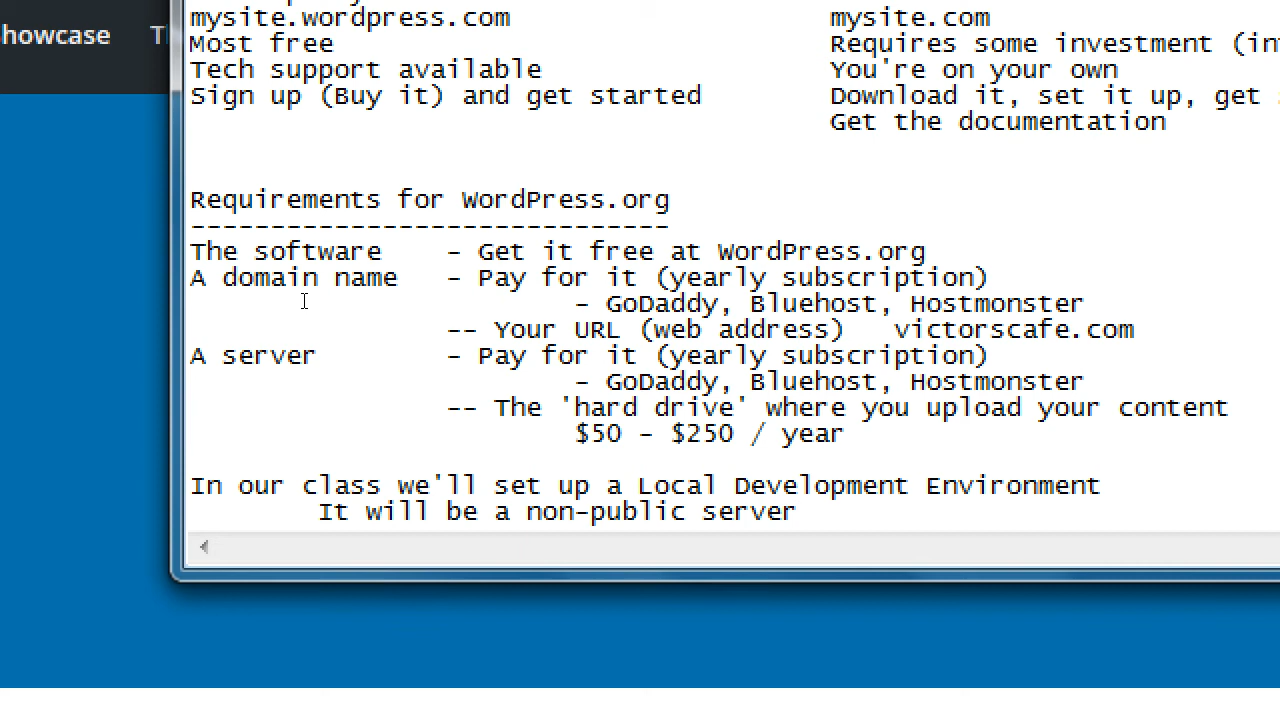 howcase
mysite.wordpress.com mysite.com
Most free Requires some investment
Tech support available You're on your own
Sign up (Buy it) and get started Download it, set it up, get
Get the documentation
Requirements for WordPress.org
------------------------------
The software - Get it free at WordPress.org
A domain name - Pay for it (yearly subscription)
- GoDaddy, Bluehost, Hostmonster
-- Your URL (web address) victorscafe.com
A server - Pay for it (yearly subscription)
- GoDaddy, Bluehost, Hostmonster
-- The 'hard drive' where you upload your content
$50 - $250 / year
In our class we'll set up a Local Development Environment
It will be a non-public server